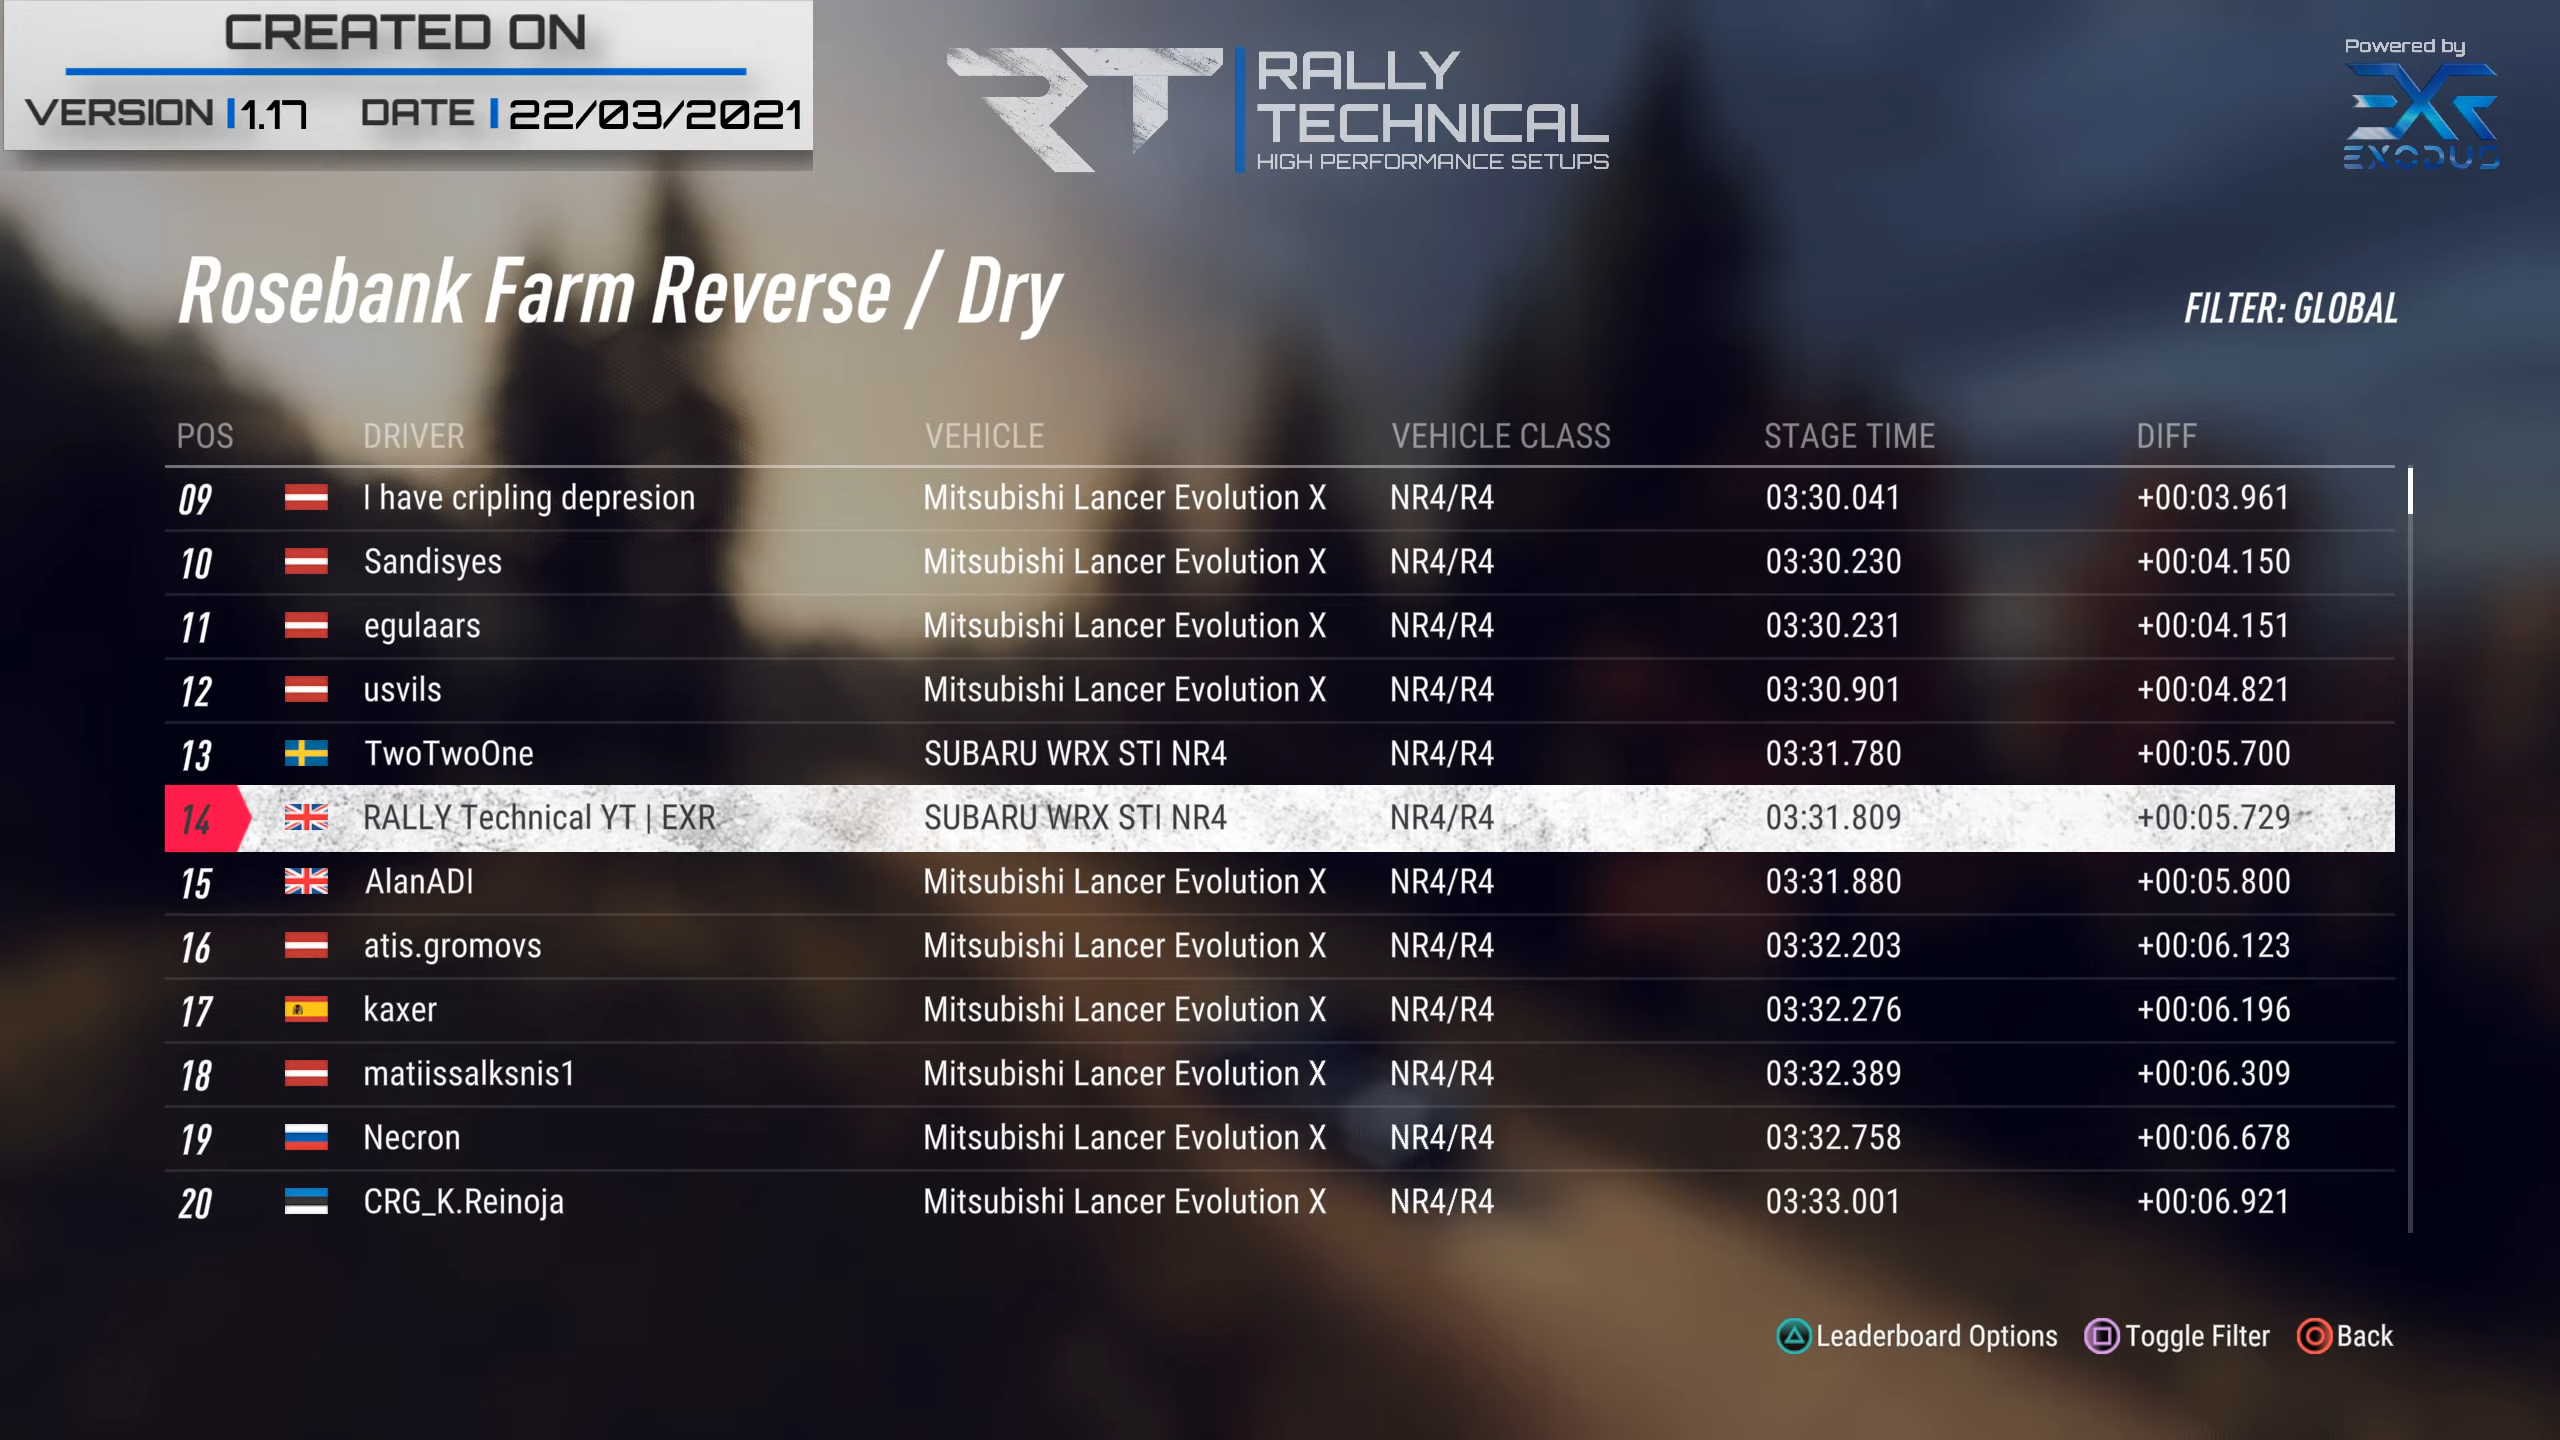 CREATED ON
VERSION | 1.17 DATE | 22/03/2021
RT RALLY
TECHNICAL
HIGH PERFORMANCE SETUPS
Powered by
EXR
EXODUS
Rosebank Farm Reverse / Dry
FILTER: GLOBAL
POS DRIVER VEHICLE VEHICLE CLASS STAGE TIME DIFF
09 I have cripling depresion Mitsubishi Lancer Evolution X NR4/R4 03:30.041 +00:03.961
10 Sandisyes Mitsubishi Lancer Evolution X NR4/R4 03:30.230 +00:04.150
11 egulaars Mitsubishi Lancer Evolution X NR4/R4 03:30.231 +00:04.151
12 usvils Mitsubishi Lancer Evolution X NR4/R4 03:30.901 +00:04.821
13 TwoTwoOne SUBARU WRX STI NR4 NR4/R4 03:31.780 +00:05.700
14 RALLY Technical YT | EXR SUBARU WRX STI NR4 NR4/R4 03:31.809 +00:05.729
15 AlanADI Mitsubishi Lancer Evolution X NR4/R4 03:31.880 +00:05.800
16 atis.gromovs Mitsubishi Lancer Evolution X NR4/R4 03:32.203 +00:06.123
17 kaxer Mitsubishi Lancer Evolution X NR4/R4 03:32.276 +00:06.196
18 matiissalksnis1 Mitsubishi Lancer Evolution X NR4/R4 03:32.389 +00:06.309
19 Necron Mitsubishi Lancer Evolution X NR4/R4 03:32.758 +00:06.678
20 CRG_K.Reinoja Mitsubishi Lancer Evolution X NR4/R4 03:33.001 +00:06.921
Leaderboard Options Toggle Filter Back